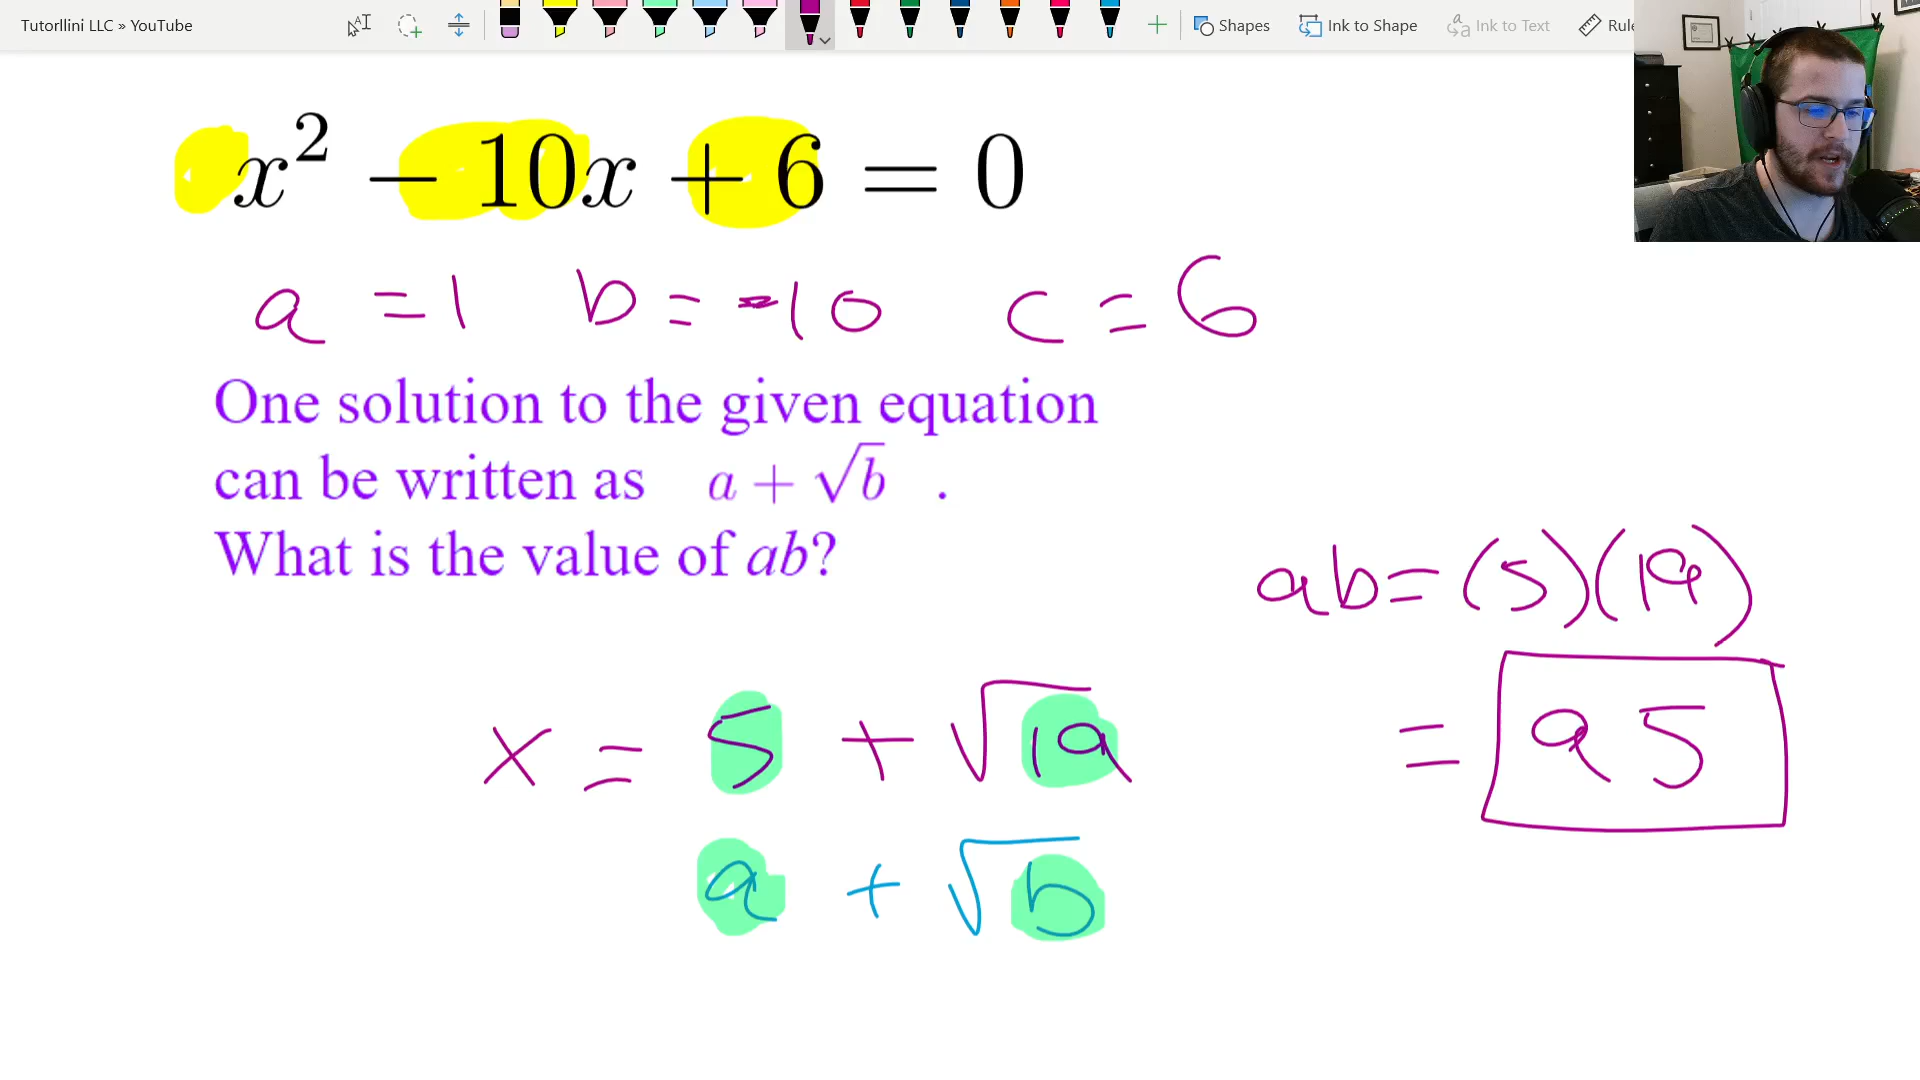 Tutorllini LLC » YouTube
Shapes
Ink to Shape
Ink to Text
x² − 10x + 6 = 0
a = 1 b = -10 c = 6
One solution to the given equation
can be written as a + √b .
What is the value of ab?
ab = (5)(19)
x = 5 + √19
= 95
a + √b